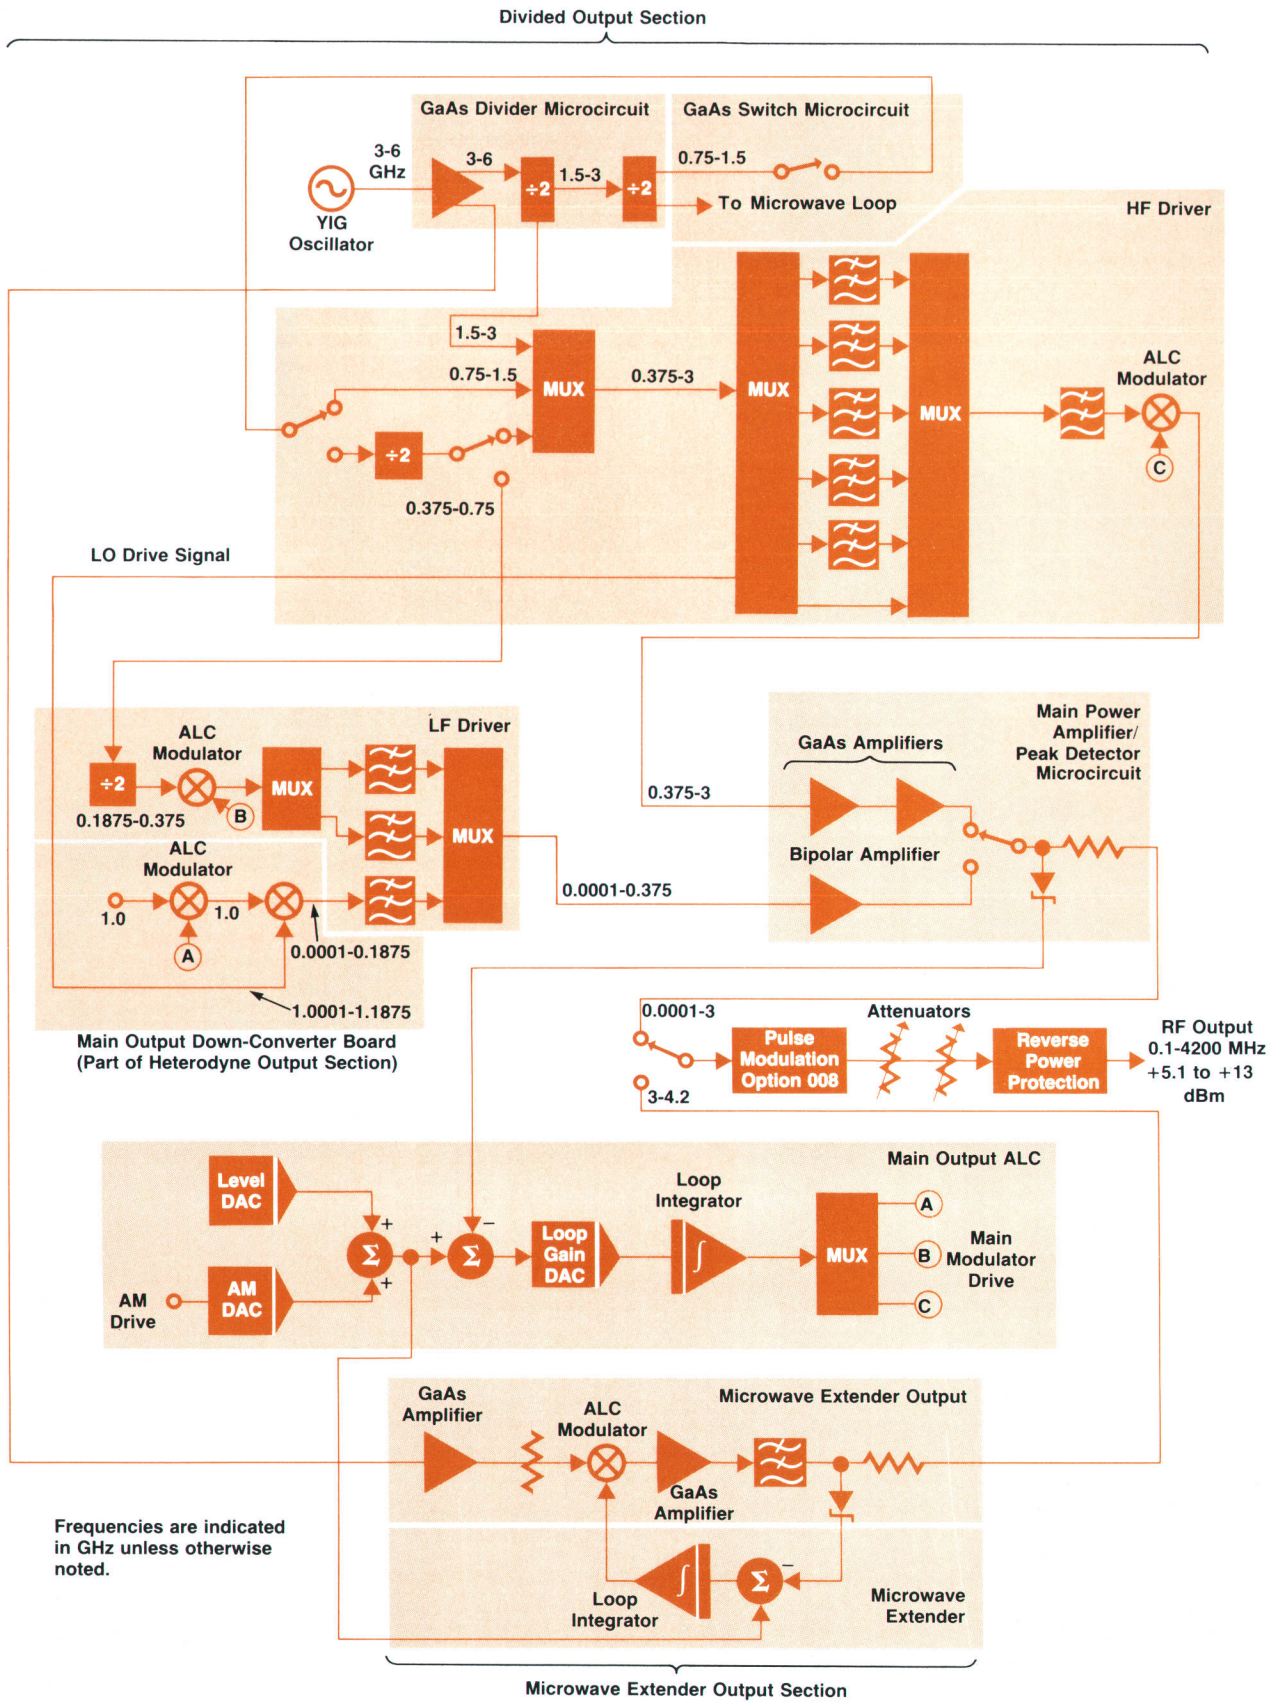 Divided Output Section
GaAs Divider Microcircuit
GaAs Switch Microcircuit
3-6
GHz
3-6
÷2
1.5-3
÷2
0.75-1.5
To Microwave Loop
YIG
Oscillator
HF Driver
1.5-3
0.75-1.5
MUX
0.375-3
MUX
MUX
ALC
Modulator
C
÷2
0.375-0.75
LO Drive Signal
LF Driver
ALC
Modulator
÷2
MUX
B
0.1875-0.375
MUX
ALC
Modulator
1.0
1.0
A
0.0001-0.1875
1.0001-1.1875
Main Output Down-Converter Board
(Part of Heterodyne Output Section)
Main Power
Amplifier/
Peak Detector
Microcircuit
GaAs Amplifiers
0.375-3
Bipolar Amplifier
0.0001-0.375
0.0001-3
Attenuators
Pulse
Modulation
Option 008
Reverse
Power
Protection
RF Output
0.1-4200 MHz
+5.1 to +13
dBm
3-4.2
Main Output ALC
Level
DAC
+
Σ
+
AM
DAC
AM
Drive
+
−
Σ
Loop
Gain
DAC
Loop
Integrator
∫
MUX
A
B
C
Main
Modulator
Drive
Microwave Extender Output
GaAs
Amplifier
ALC
Modulator
GaAs
Amplifier
∫
Loop
Integrator
Σ
−
Microwave
Extender
Frequencies are indicated
in GHz unless otherwise
noted.
Microwave Extender Output Section